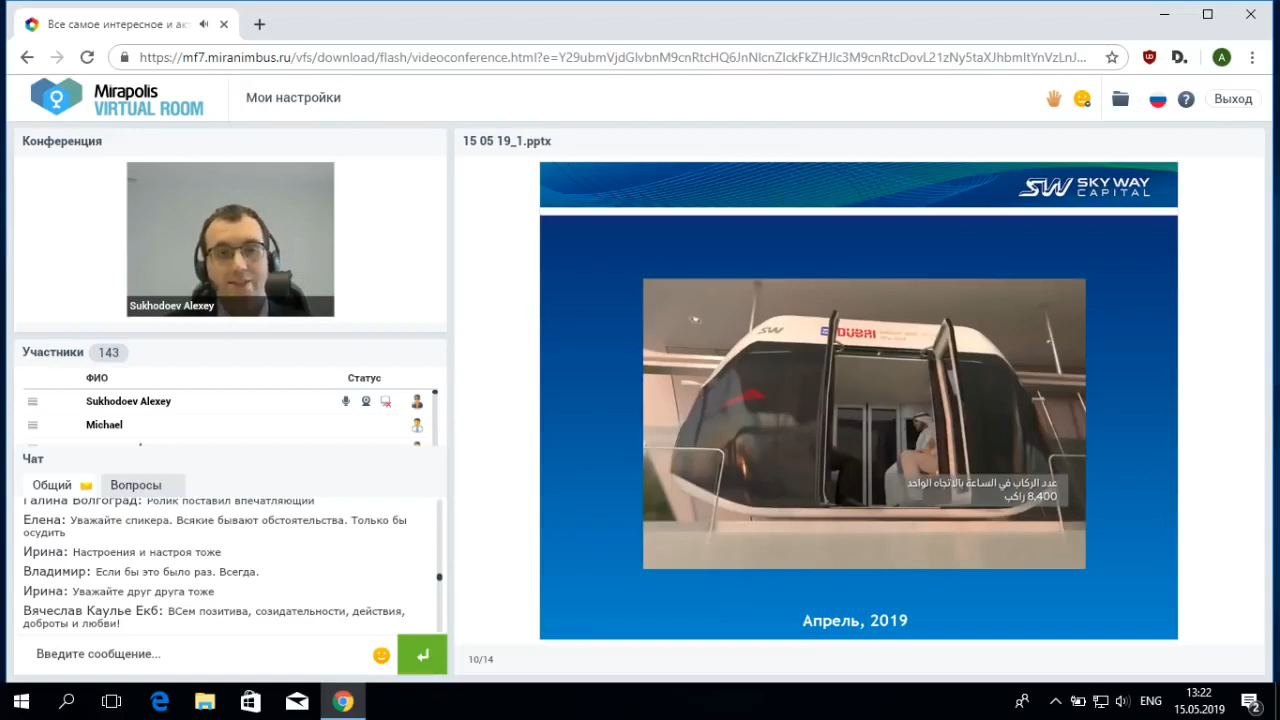 Все самое интересное и ак
https://mf7.miranimbus.ru/vfs/download/flash/videoconference.html?e=Y29ubmVjdGlvbnM9cnRtcHQ6JnNlcnZlckFkZHJlc3M9cnRtcDovL21zNy5taXJhbmltYnVzLnJ...
D.
A
Mirapolis
VIRTUAL ROOM
Мои настройки
Выход
Конференция
Sukhodoev Alexey
Участники 143
ФИО Статус
Sukhodoev Alexey
Michael
Чат
Общий Вопросы
Галина Волгоград: Ролик поставил впечатляющий
Елена: Уважайте спикера. Всякие бывают обстоятельства. Только бы
осудить
Ирина: Настроения и настроя тоже
Владимир: Если бы это было раз. Всегда.
Ирина: Уважайте друг друга тоже
Вячеслав Каулье Екб: ВСем позитива, созидательности, действия,
доброты и любви!
Введите сообщение...
15 05 19_1.pptx
SW SKY WAY
CAPITAL
SW
DUBAI
عدد الركاب في الساعة بالاتجاه الواحد
8,400 راكب
Апрель, 2019
10/14
ENG
13:22
15.05.2019
2